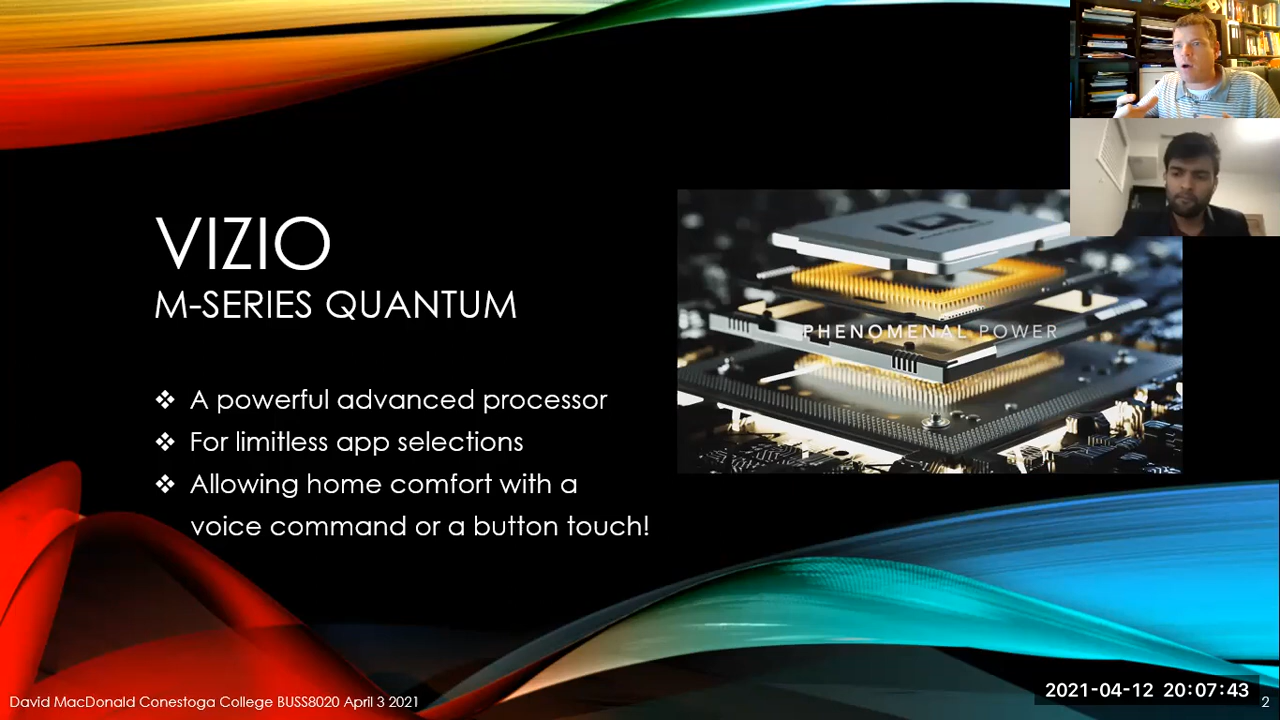 VIZIO
M-SERIES QUANTUM
❖ A powerful advanced processor
❖ For limitless app selections
❖ Allowing home comfort with a
voice command or a button touch!
IQ
PHENOMENAL POWER
David MacDonald Conestoga College BUSS8020 April 3 2021
2021-04-12 20:07:43
2